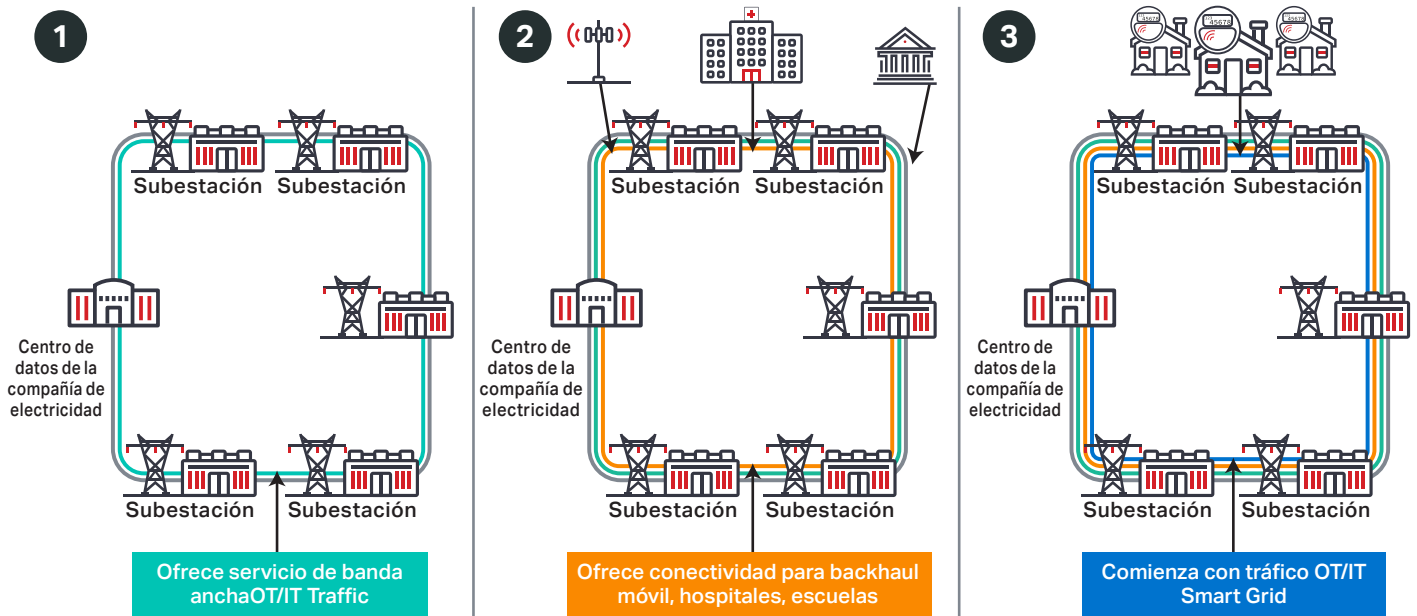 1
Subestación Subestación
Centro de
datos de la
compañía de
electricidad
Subestación Subestación
Ofrece servicio de banda
anchaOT/IT Traffic
2
Subestación Subestación
Centro de
datos de la
compañía de
electricidad
Subestación Subestación
Ofrece conectividad para backhaul
móvil, hospitales, escuelas
3
45678 45678 45678
Subestación Subestación
Centro de
datos de la
compañía de
electricidad
Subestación Subestación
Comienza con tráfico OT/IT
Smart Grid